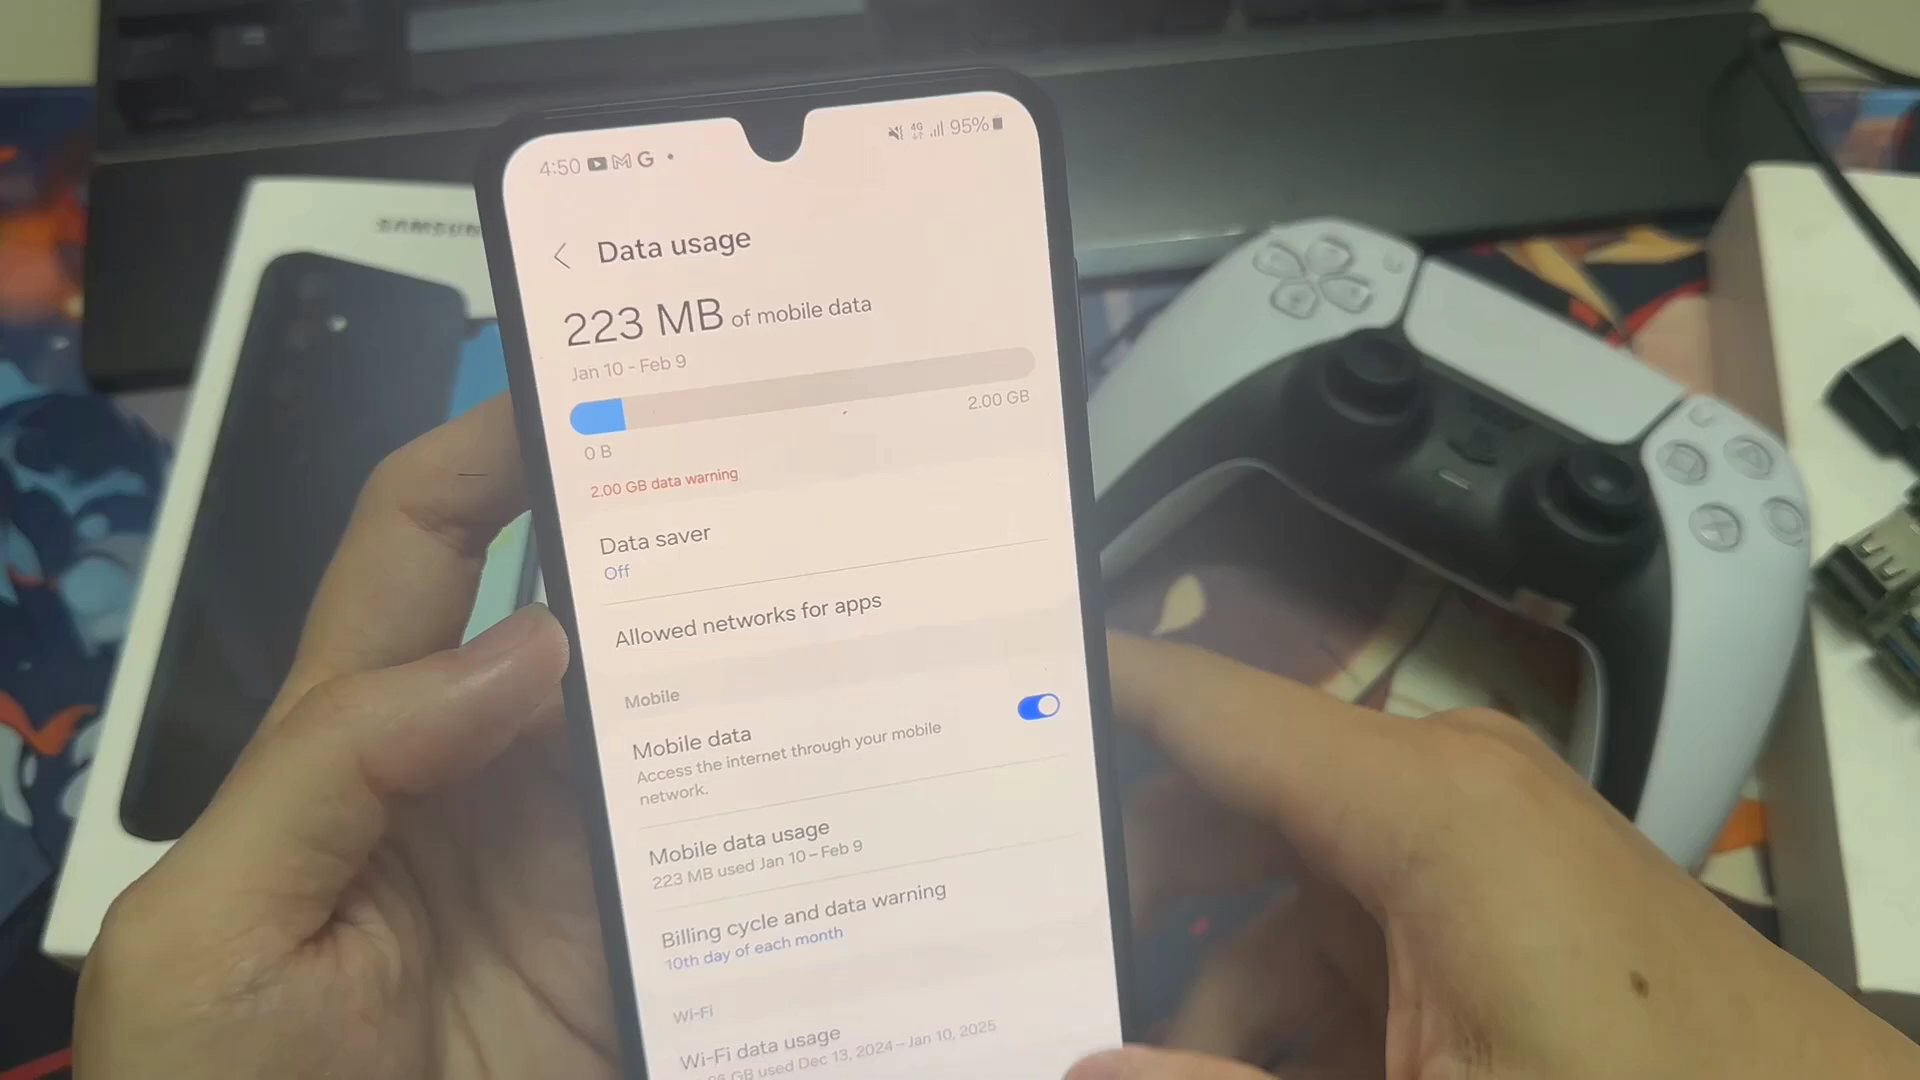 4:50 G 4G 95%
SAMSUNG
Data usage
223 MB of mobile data
Jan 10 - Feb 9
2.00 GB
0 B
2.00 GB data warning
Data saver
Off
Allowed networks for apps
Mobile
Mobile data
Access the internet through your mobile
network.
Mobile data usage
223 MB used Jan 10 – Feb 9
Billing cycle and data warning
10th day of each month
Wi-Fi
Wi-Fi data usage
GB used Dec 13, 2024 – Jan 10, 2025